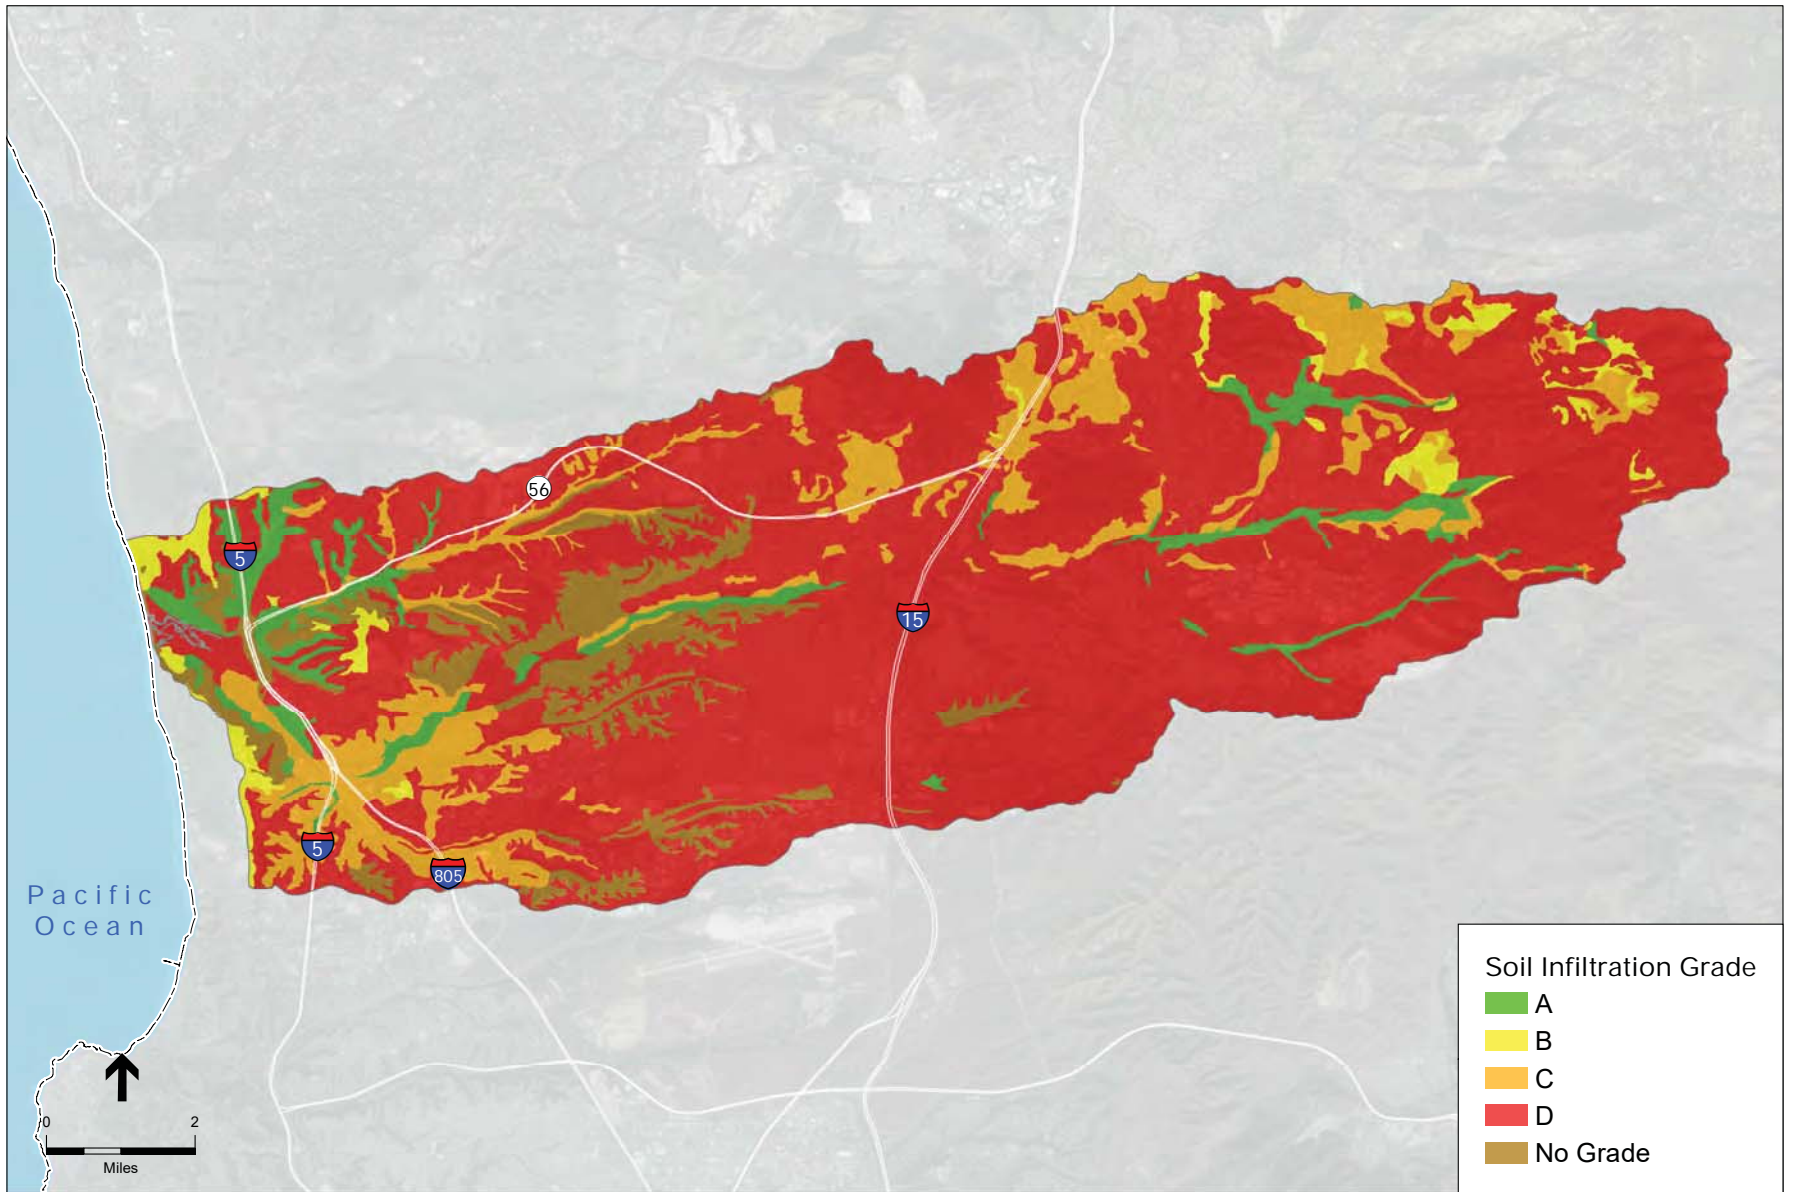 56
5
15
5
805
Pacific
Ocean
0 2
Miles
Soil Infiltration Grade
A
B
C
D
No Grade